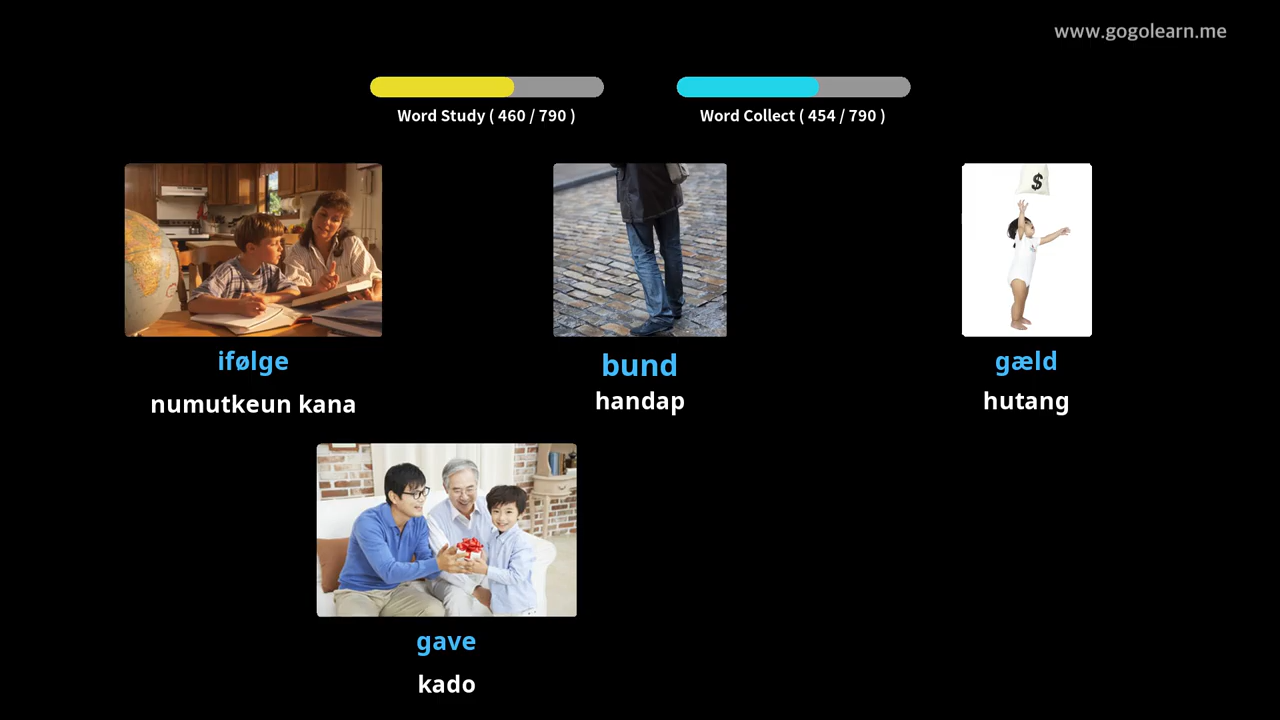 www.gogolearn.me
Word Study ( 460 / 790 )
Word Collect ( 454 / 790 )
$
ifølge
bund
gæld
numutkeun kana
handap
hutang
gave
kado